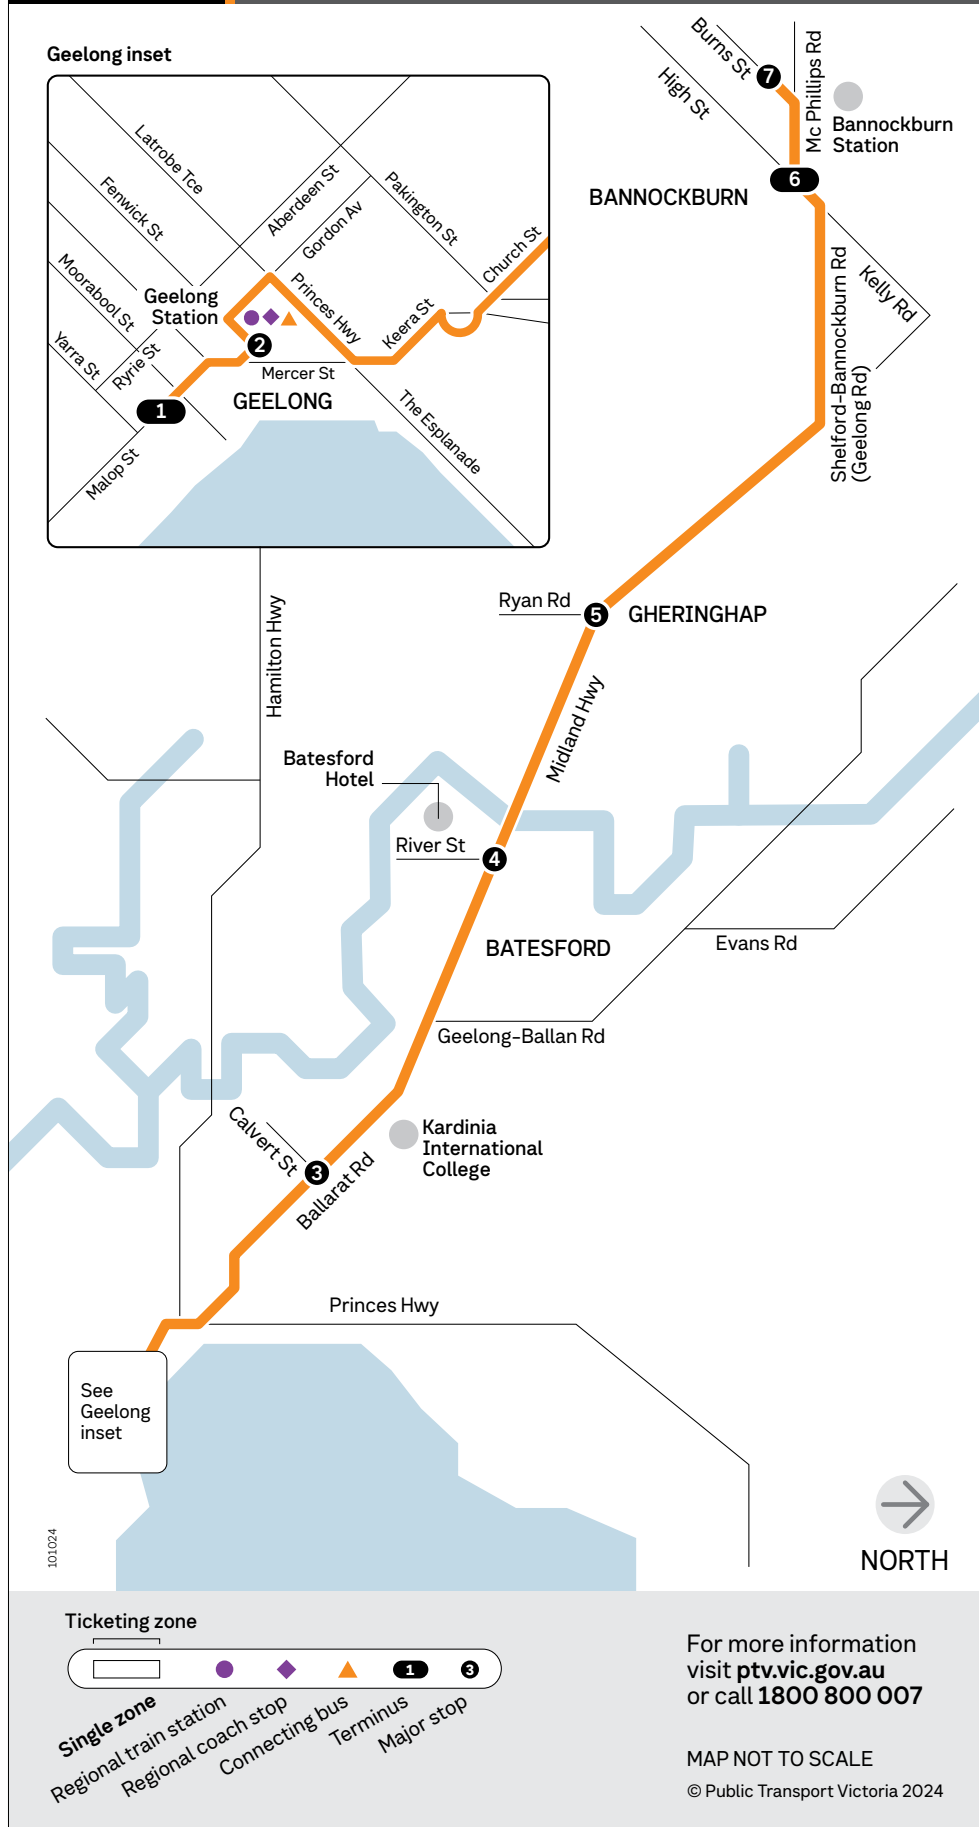 Geelong inset
Latrobe Tce
Fenwick St
Moorabool St
Yarra St
Ryrie St
Malop St
Aberdeen St
Gordon Av
Pakington St
Church St
Keera St
Princes Hwy
Geelong
Station
2
Mercer St
GEELONG
1
The Esplanade
Burns St
7
Mc Phillips Rd
High St
Bannockburn
Station
6
BANNOCKBURN
Kelly Rd
Shelford-Bannockburn Rd
(Geelong Rd)
Ryan Rd
5
GHERINGHAP
Hamilton Hwy
Midland Hwy
Batesford
Hotel
River St
4
BATESFORD
Evans Rd
Geelong-Ballan Rd
Calvert St
3
Ballarat Rd
Kardinia
International
College
Princes Hwy
See
Geelong
inset
101024
NORTH
Ticketing zone
1
3
Single zone
Regional train station
Regional coach stop
Connecting bus
Terminus
Major stop
For more information
visit ptv.vic.gov.au
or call 1800 800 007
MAP NOT TO SCALE
© Public Transport Victoria 2024